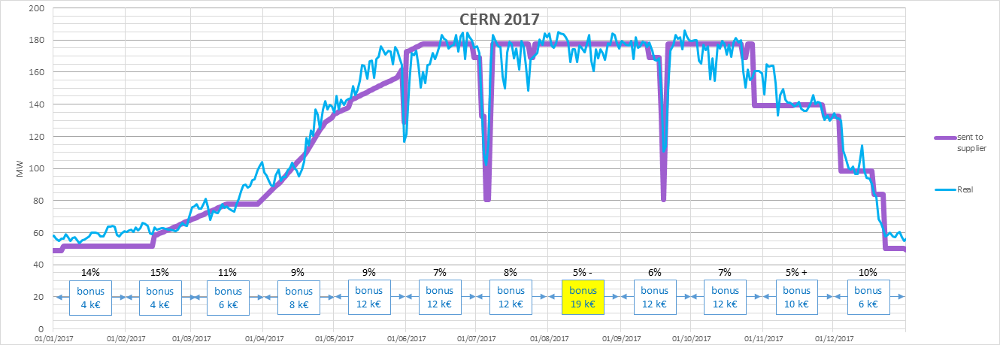 CERN 2017
200
180
160
140
120
100
80
60
40
20
0
MW
14% 15% 11% 9% 9% 7% 8% 5% - 6% 7% 5% + 10%
bonus bonus bonus bonus bonus bonus bonus bonus bonus bonus bonus bonus
4 k€ 4 k€ 6 k€ 8 k€ 12 k€ 12 k€ 12 k€ 19 k€ 12 k€ 12 k€ 10 k€ 6 k€
01/01/2017 01/02/2017 01/03/2017 01/04/2017 01/05/2017 01/06/2017 01/07/2017 01/08/2017 01/09/2017 01/10/2017 01/11/2017 01/12/2017
sent to
supplier
Real